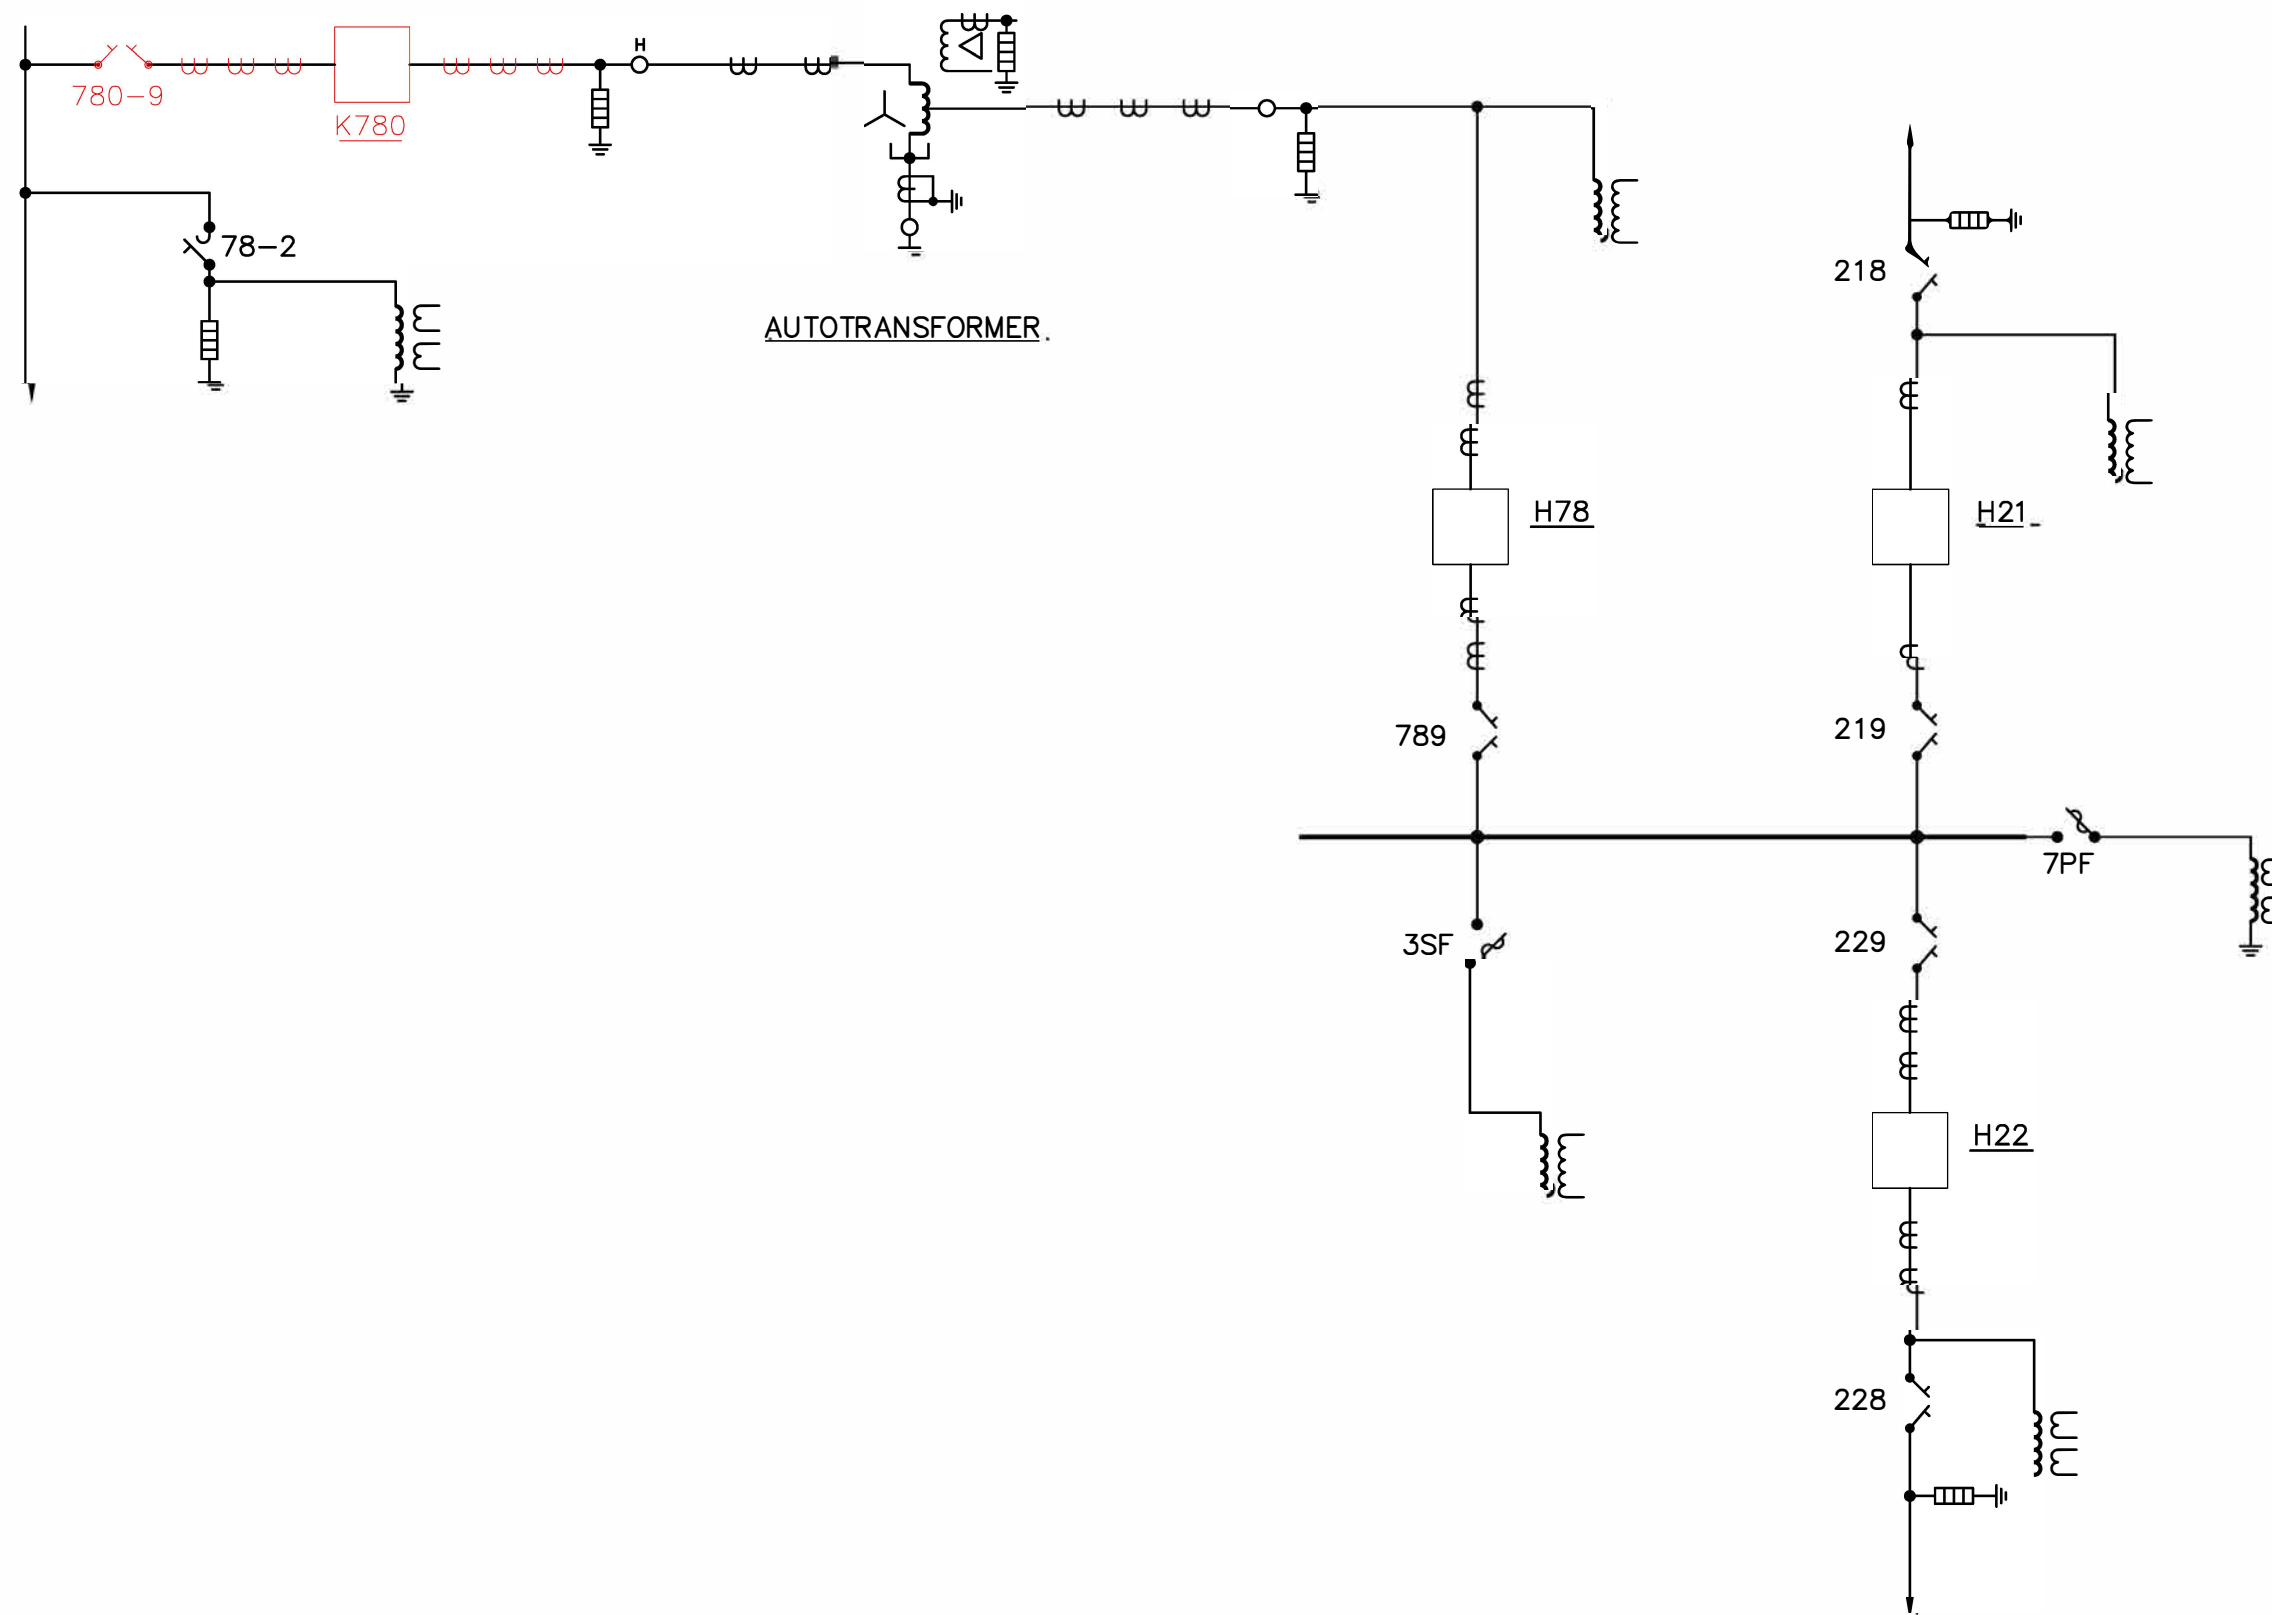 H
780-9
K780
78-2
AUTOTRANSFORMER
218
H78
H21
789
219
7PF
3SF
229
H22
228